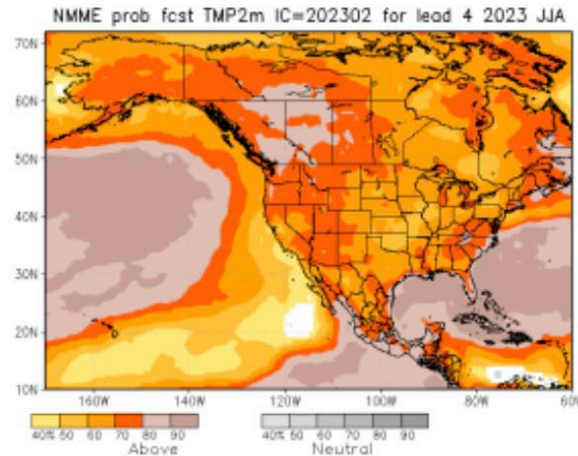 NMME prob fcst TMP2m IC=202302 for lead 4 2023 JJA
70N
60N
50N
40N
30N
20N
10N
160W 140W 120W 100W 80W 60W
40% 50 60 70 80 90 40% 50 60 70 80 90
Above Neutral